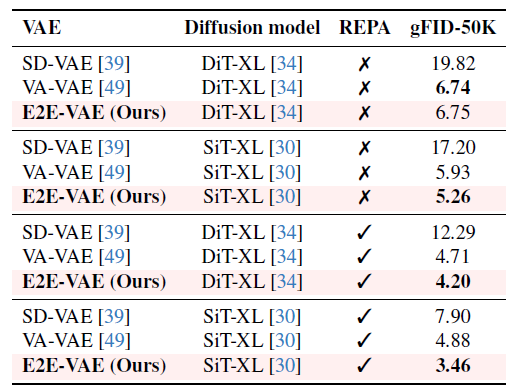 VAE Diffusion model REPA gFID-50K
SD-VAE [39] DiT-XL [34] ✗ 19.82
VA-VAE [49] DiT-XL [34] ✗ 6.74
E2E-VAE (Ours) DiT-XL [34] ✗ 6.75
SD-VAE [39] SiT-XL [30] ✗ 17.20
VA-VAE [49] SiT-XL [30] ✗ 5.93
E2E-VAE (Ours) SiT-XL [30] ✗ 5.26
SD-VAE [39] DiT-XL [34] ✓ 12.29
VA-VAE [49] DiT-XL [34] ✓ 4.71
E2E-VAE (Ours) DiT-XL [34] ✓ 4.20
SD-VAE [39] SiT-XL [30] ✓ 7.90
VA-VAE [49] SiT-XL [30] ✓ 4.88
E2E-VAE (Ours) SiT-XL [30] ✓ 3.46